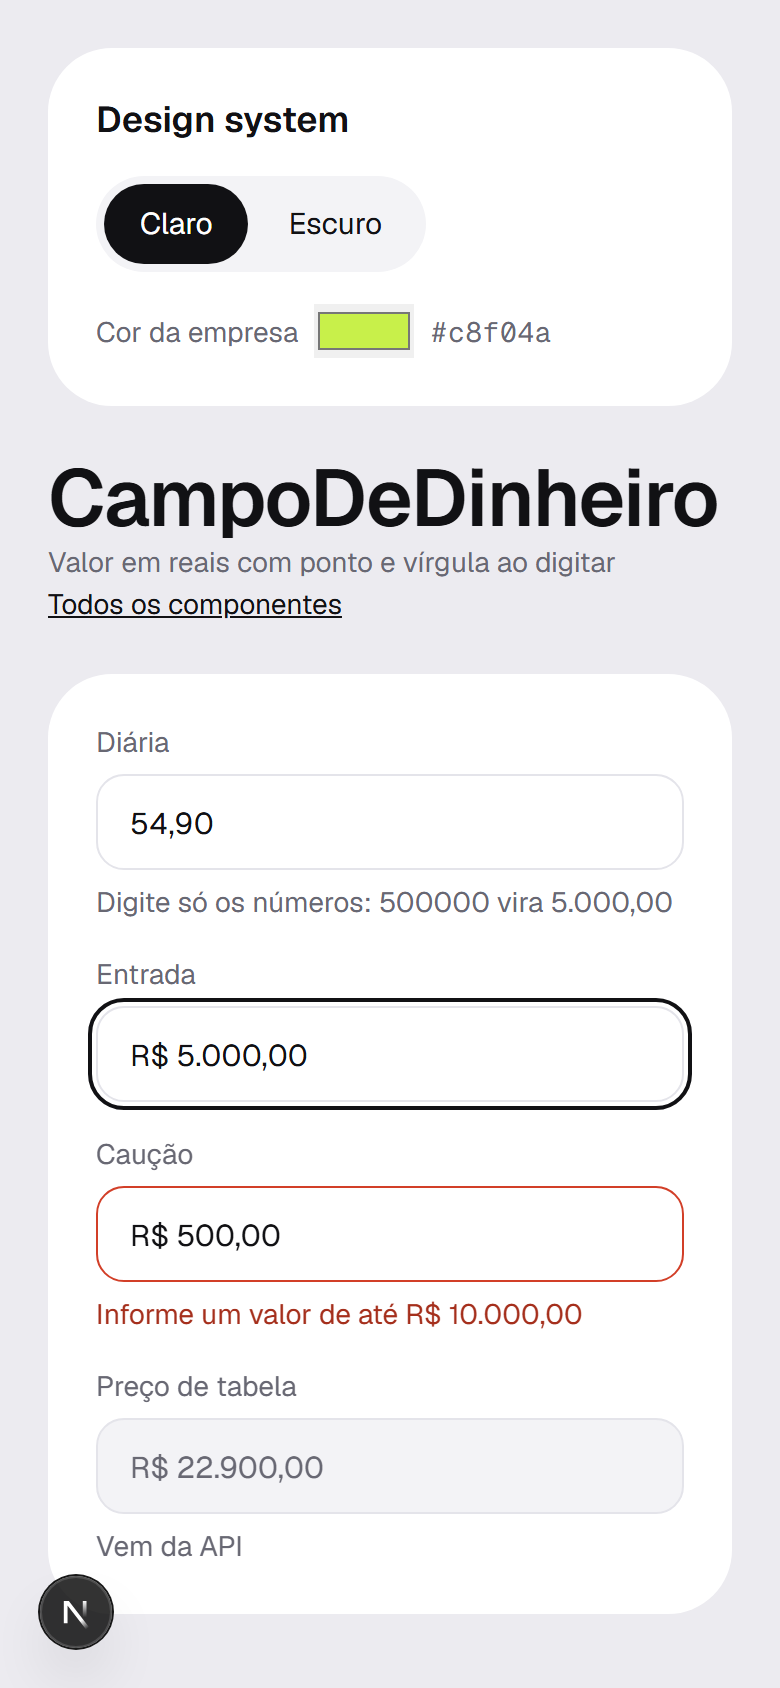 Design system
Claro Escuro
Cor da empresa #c8f04a
CampoDeDinheiro
Valor em reais com ponto e vírgula ao digitar
Todos os componentes
Diária
54,90
Digite só os números: 500000 vira 5.000,00
Entrada
R$ 5.000,00
Caução
R$ 500,00
Informe um valor de até R$ 10.000,00
Preço de tabela
R$ 22.900,00
Vem da API
N